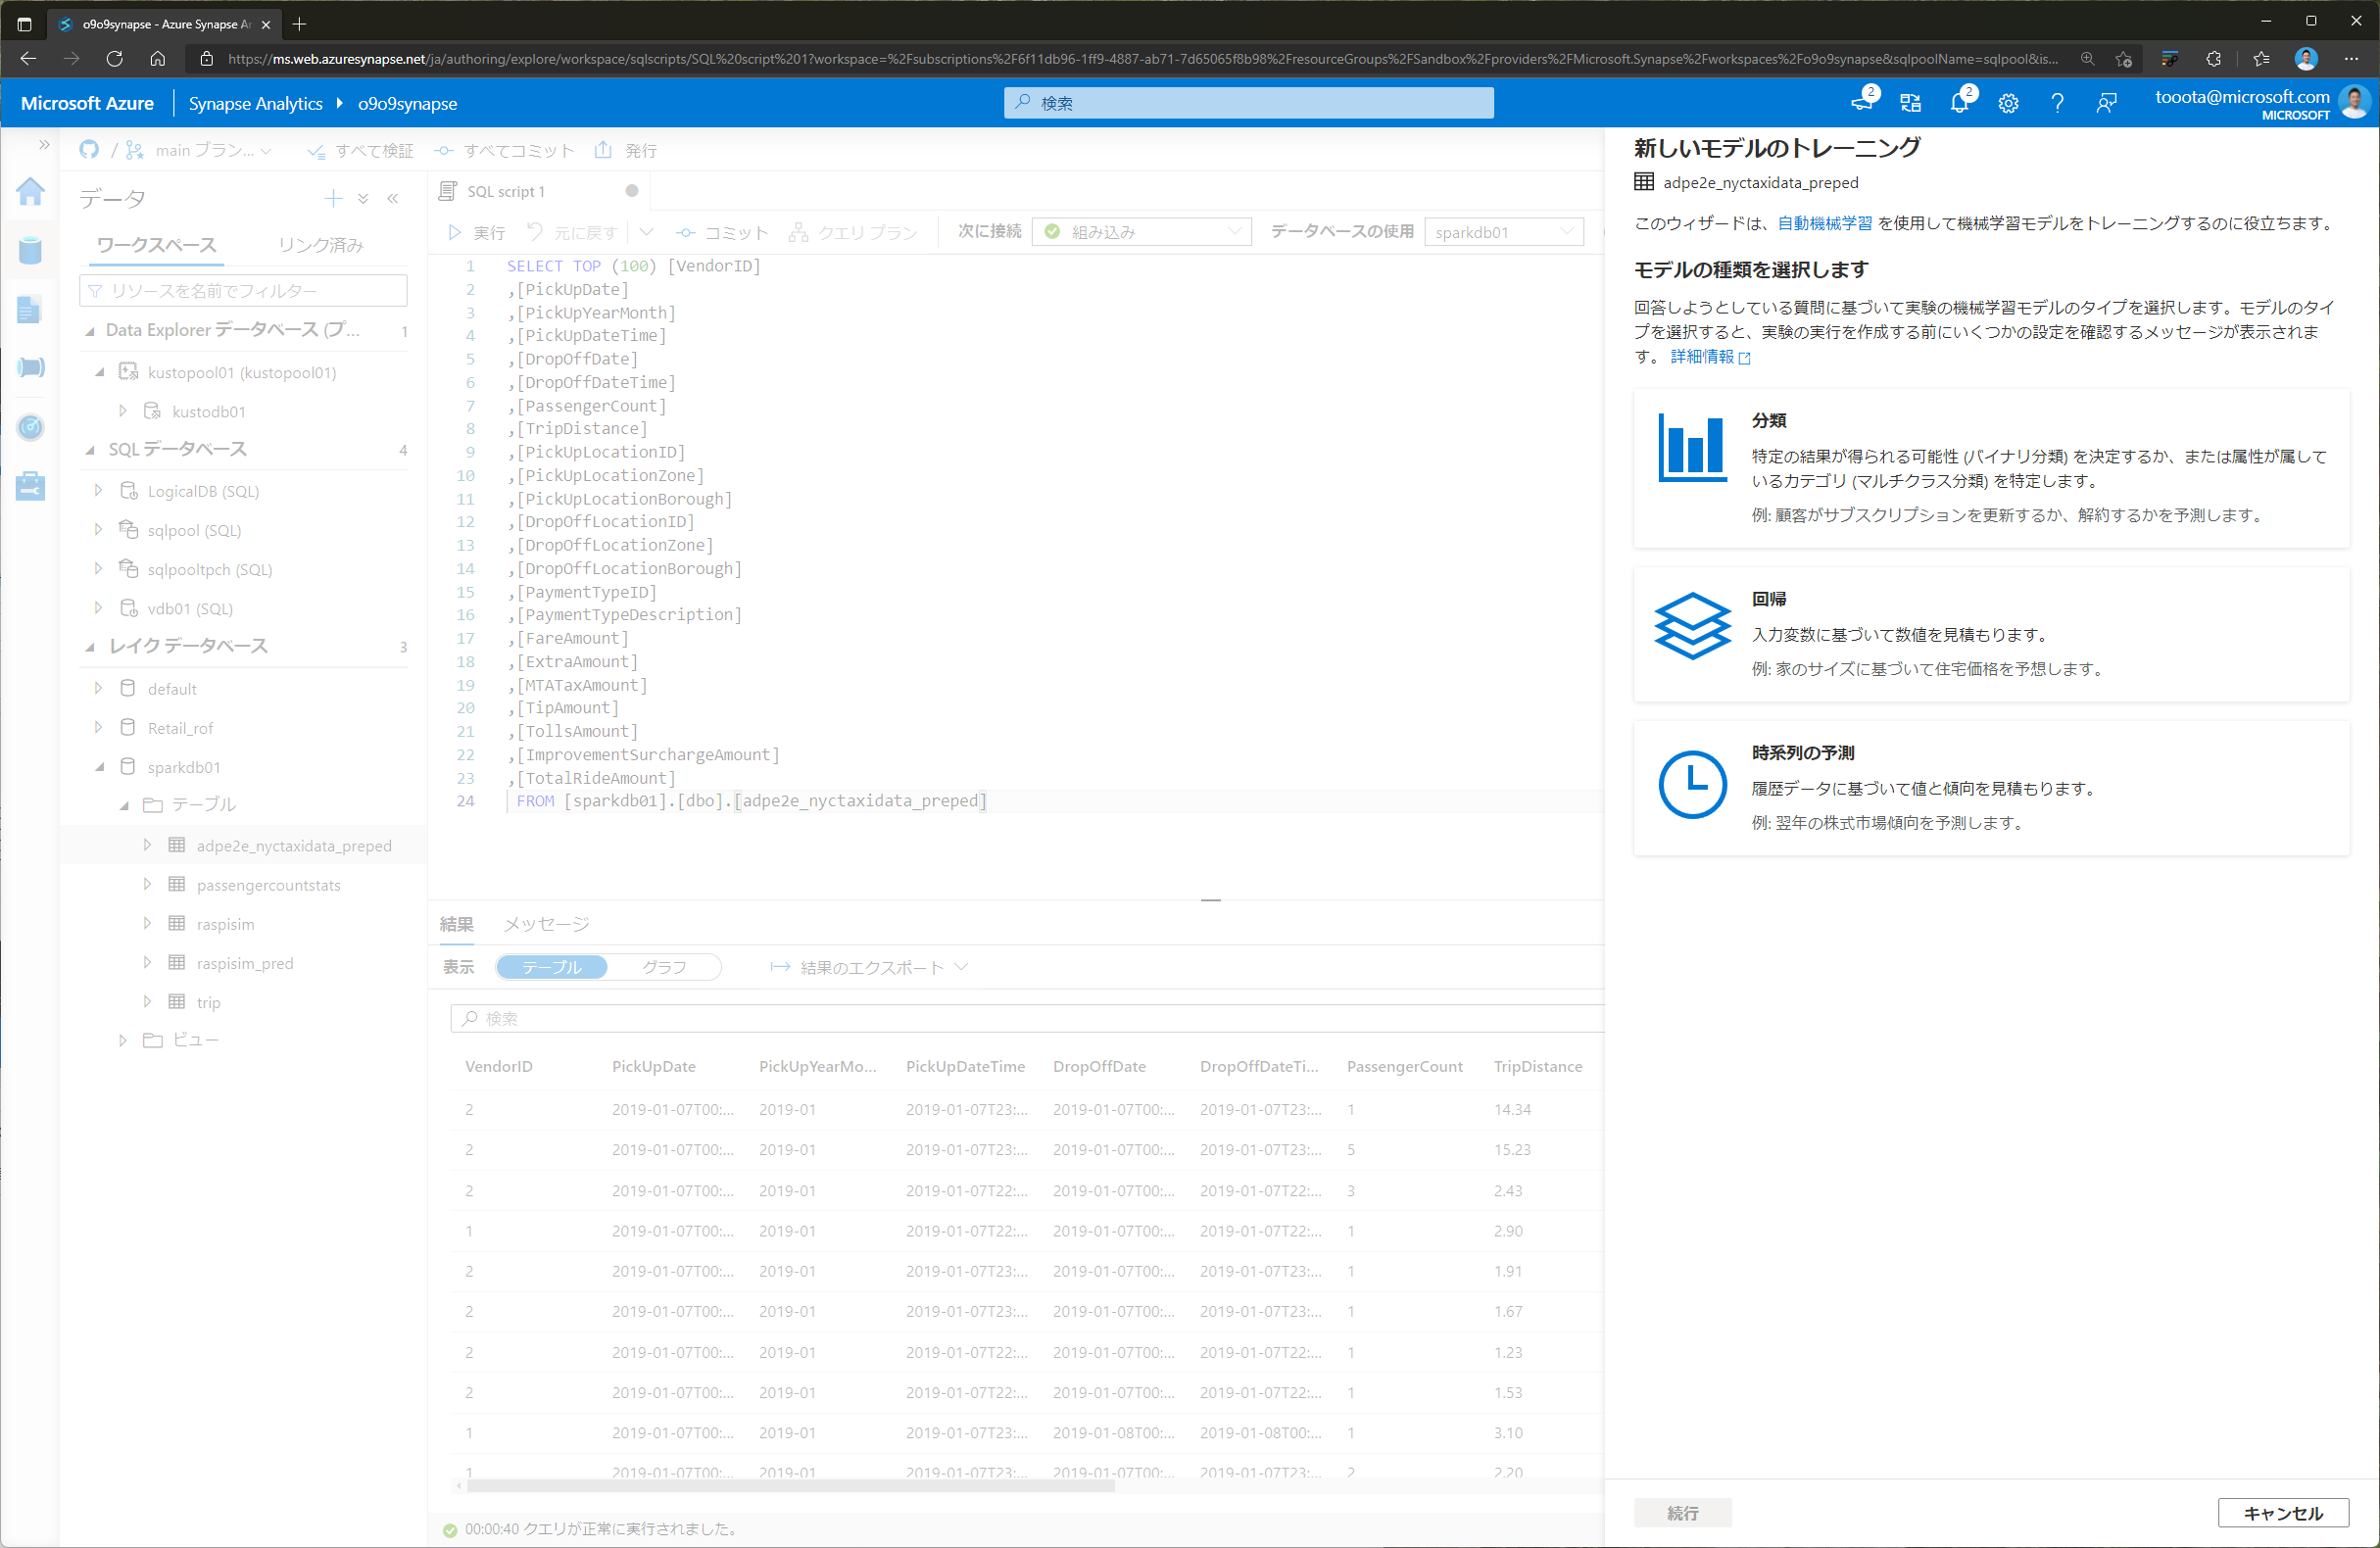 o9o9synapse - Azure Synapse An
https://ms.web.azuresynapse.net/ja/authoring/explore/workspace/sqlscripts/SQL%20script%201?workspace=%2Fsubscriptions%2F6f11db96-1ff9-4887-ab71-7d65065f8b98%2FresourceGroups%2FSandbox%2Fproviders%2FMicrosoft.Synapse%2Fworkspaces%2Fo9o9synapse&sqlpoolName=sqlpool&is...
Microsoft Azure
Synapse Analytics
o9o9synapse
検索
2
2
tooota@microsoft.com
MICROSOFT
/ main ブラン...
すべて検証
すべてコミット
発行
データ
ワークスペース
リンク済み
リソースを名前でフィルター
Data Explorer データベース (プ... 1
kustopool01 (kustopool01)
kustodb01
SQL データベース 4
LogicalDB (SQL)
sqlpool (SQL)
sqlpooltpch (SQL)
vdb01 (SQL)
レイク データベース 3
default
Retail_rof
sparkdb01
テーブル
adpe2e_nyctaxidata_preped
passengercountstats
raspisim
raspisim_pred
trip
ビュー
SQL script 1
実行
元に戻す
コミット
クエリ プラン
次に接続
組み込み
データベースの使用
sparkdb01
1 SELECT TOP (100) [VendorID]
2 ,[PickUpDate]
3 ,[PickUpYearMonth]
4 ,[PickUpDateTime]
5 ,[DropOffDate]
6 ,[DropOffDateTime]
7 ,[PassengerCount]
8 ,[TripDistance]
9 ,[PickUpLocationID]
10 ,[PickUpLocationZone]
11 ,[PickUpLocationBorough]
12 ,[DropOffLocationID]
13 ,[DropOffLocationZone]
14 ,[DropOffLocationBorough]
15 ,[PaymentTypeID]
16 ,[PaymentTypeDescription]
17 ,[FareAmount]
18 ,[ExtraAmount]
19 ,[MTATaxAmount]
20 ,[TipAmount]
21 ,[TollsAmount]
22 ,[ImprovementSurchargeAmount]
23 ,[TotalRideAmount]
24 FROM [sparkdb01].[dbo].[adpe2e_nyctaxidata_preped]
結果
メッセージ
表示
テーブル
グラフ
結果のエクスポート
検索
VendorID PickUpDate PickUpYearMo... PickUpDateTime DropOffDate DropOffDateTi... PassengerCount TripDistance
2 2019-01-07T00:... 2019-01 2019-01-07T23:... 2019-01-07T00:... 2019-01-07T23:... 1 14.34
2 2019-01-07T00:... 2019-01 2019-01-07T23:... 2019-01-07T00:... 2019-01-07T23:... 5 15.23
2 2019-01-07T00:... 2019-01 2019-01-07T22:... 2019-01-07T00:... 2019-01-07T22:... 3 2.43
1 2019-01-07T00:... 2019-01 2019-01-07T22:... 2019-01-07T00:... 2019-01-07T22:... 1 2.90
2 2019-01-07T00:... 2019-01 2019-01-07T23:... 2019-01-07T00:... 2019-01-07T23:... 1 1.91
2 2019-01-07T00:... 2019-01 2019-01-07T23:... 2019-01-07T00:... 2019-01-07T23:... 1 1.67
2 2019-01-07T00:... 2019-01 2019-01-07T22:... 2019-01-07T00:... 2019-01-07T22:... 1 1.23
2 2019-01-07T00:... 2019-01 2019-01-07T22:... 2019-01-07T00:... 2019-01-07T22:... 1 1.53
1 2019-01-07T00:... 2019-01 2019-01-07T23:... 2019-01-08T00:... 2019-01-08T00:... 1 3.10
1 2019-01-07T00:... 2019-01 2019-01-07T23:... 2019-01-07T00:... 2019-01-07T23:... 2 2.20
00:00:40 クエリが正常に実行されました。
新しいモデルのトレーニング
adpe2e_nyctaxidata_preped
このウィザードは、自動機械学習 を使用して機械学習モデルをトレーニングするのに役立ちます。
モデルの種類を選択します
回答しようとしている質問に基づいて実験の機械学習モデルのタイプを選択します。モデルのタイ
プを選択すると、実験の実行を作成する前にいくつかの設定を確認するメッセージが表示されま
す。 詳細情報
分類
特定の結果が得られる可能性 (バイナリ分類) を決定するか、または属性が属して
いるカテゴリ (マルチクラス分類) を特定します。
例: 顧客がサブスクリプションを更新するか、解約するかを予測します。
回帰
入力変数に基づいて数値を見積もります。
例: 家のサイズに基づいて住宅価格を予想します。
時系列の予測
履歴データに基づいて値と傾向を見積もります。
例: 翌年の株式市場傾向を予測します。
続行
キャンセル